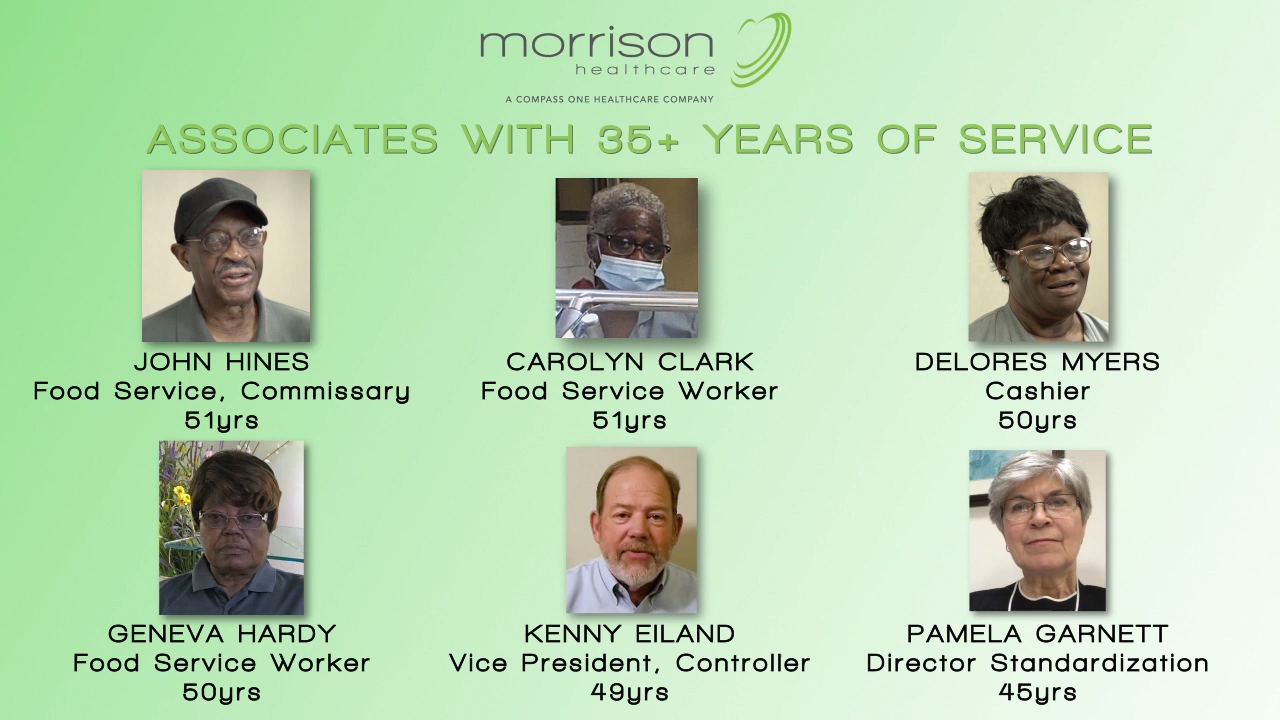 morrison
healthcare
A COMPASS ONE HEALTHCARE COMPANY
ASSOCIATES WITH 35+ YEARS OF SERVICE
JOHN HINES
Food Service, Commissary
51yrs
CAROLYN CLARK
Food Service Worker
51yrs
DELORES MYERS
Cashier
50yrs
GENEVA HARDY
Food Service Worker
50yrs
KENNY EILAND
Vice President, Controller
49yrs
PAMELA GARNETT
Director Standardization
45yrs